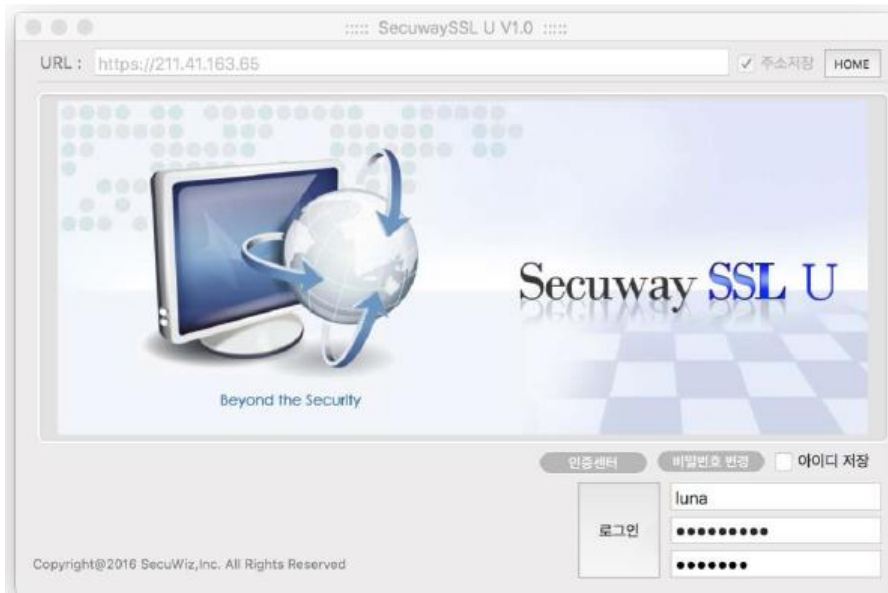 ::::: SecuwaySSL U V1.0 :::::
URL : https://211.41.163.65
주소저장 HOME
Secuway SSL U
Beyond the Security
인증센터 비밀번호 변경 아이디 저장
luna
로그인 ●●●●●●●●●
●●●●●●●
Copyright@2016 SecuWiz,Inc. All Rights Reserved